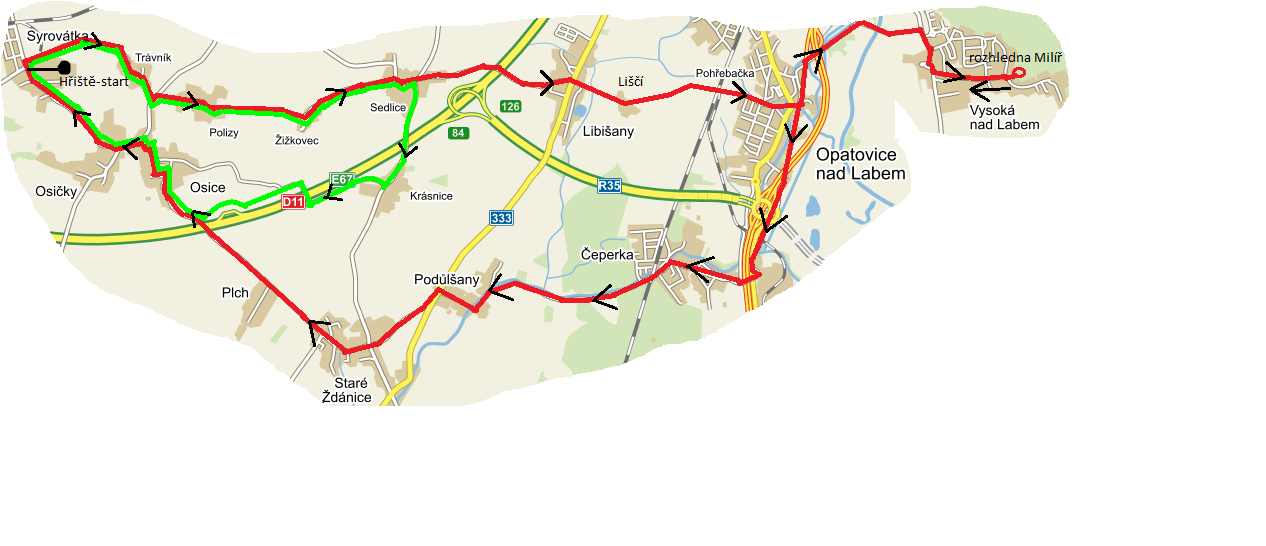 Syrovátka
Trávník
Hřiště-start
rozhledna Milíř
Pohřebačka
Liščí
Sedlice
126
Vysoká
nad Labem
Polizy
Žižkovec
84
Libišany
Opatovice
nad Labem
E67
R35
Osičky
Osice
D11
Krásnice
333
Čeperka
Podůlšany
Plch
Staré
Ždánice